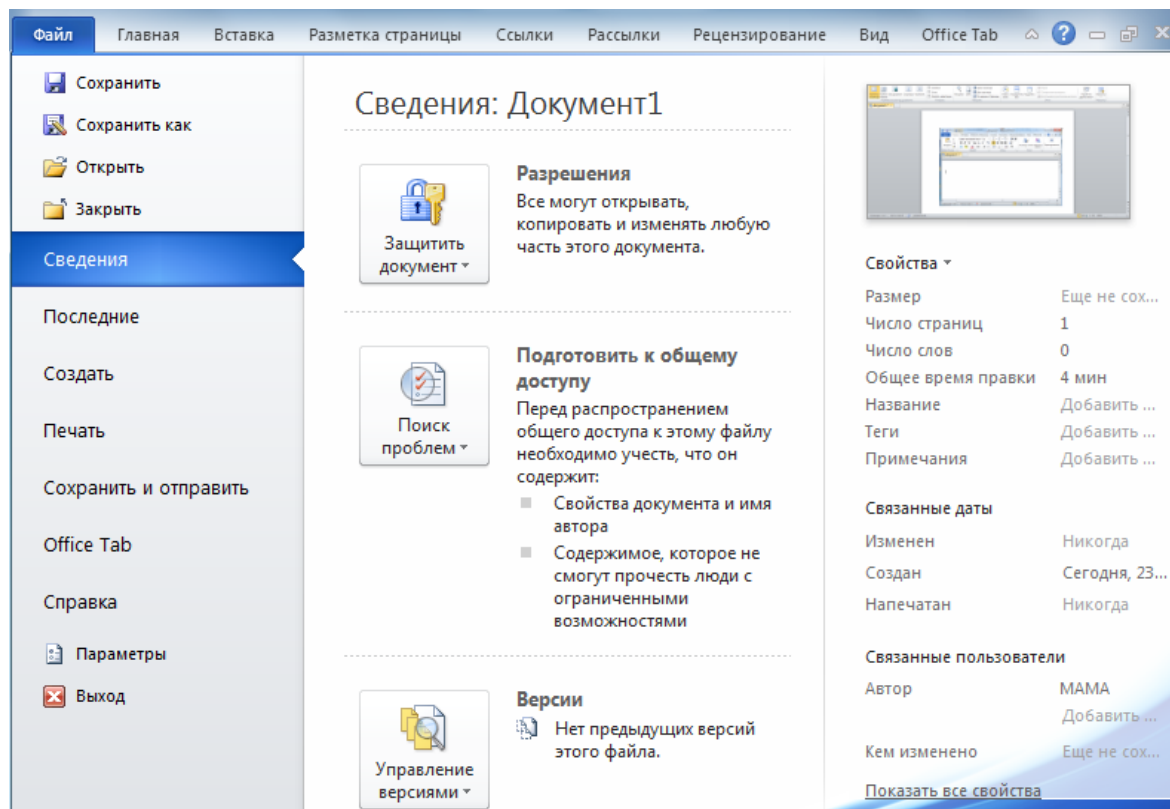 Файл Главная Вставка Разметка страницы Ссылки Рассылки Рецензирование Вид Office Tab
Сохранить
Сохранить как
Открыть
Закрыть
Сведения
Последние
Создать
Печать
Сохранить и отправить
Office Tab
Справка
Параметры
Выход
Сведения: Документ1
Защитить
документ
Разрешения
Все могут открывать,
копировать и изменять любую
часть этого документа.
Поиск
проблем
Подготовить к общему
доступу
Перед распространением
общего доступа к этому файлу
необходимо учесть, что он
содержит:
Свойства документа и имя
автора
Содержимое, которое не
смогут прочесть люди с
ограниченными
возможностями
Управление
версиями
Версии
Нет предыдущих версий
этого файла.
Свойства
Размер Еще не сох...
Число страниц 1
Число слов 0
Общее время правки 4 мин
Название Добавить ...
Теги Добавить ...
Примечания Добавить ...
Связанные даты
Изменен Никогда
Создан Сегодня, 23...
Напечатан Никогда
Связанные пользователи
Автор МАМА
Добавить ...
Кем изменено Еще не сох...
Показать все свойства